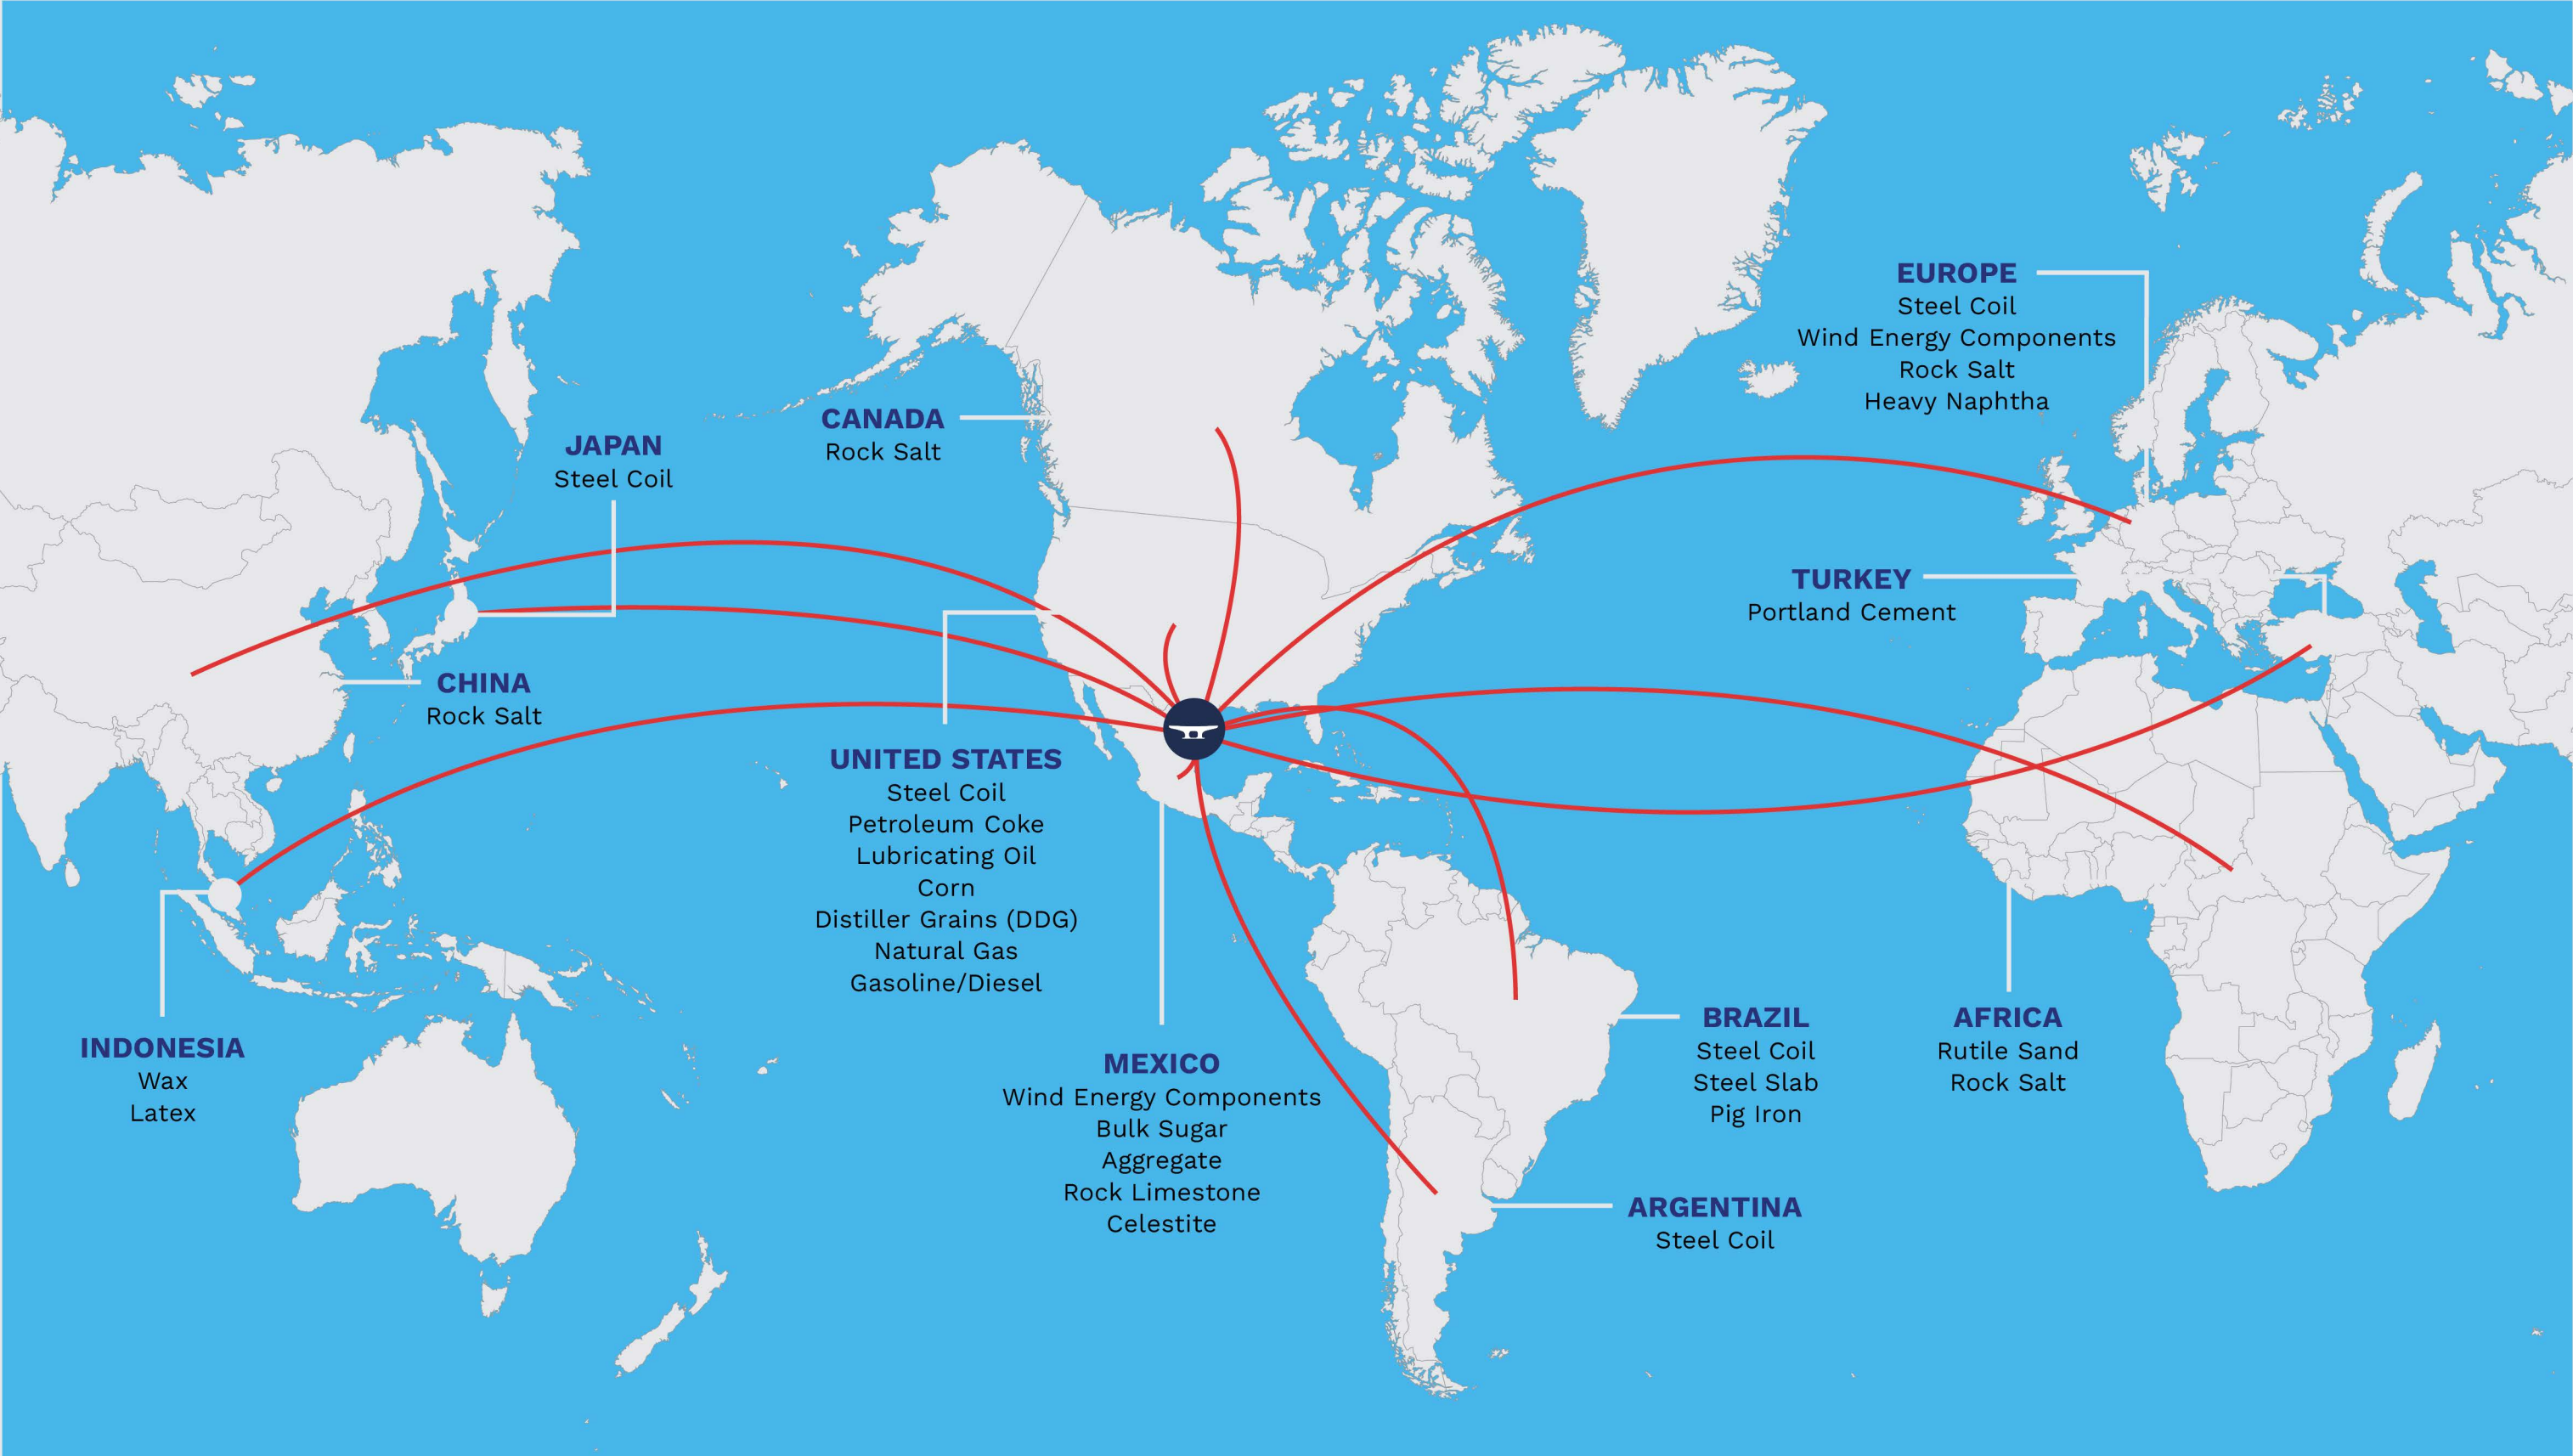 EUROPE
Steel Coil
Wind Energy Components
Rock Salt
Heavy Naphtha
CANADA
Rock Salt
JAPAN
Steel Coil
TURKEY
Portland Cement
CHINA
Rock Salt
UNITED STATES
Steel Coil
Petroleum Coke
Lubricating Oil
Corn
Distiller Grains (DDG)
Natural Gas
Gasoline/Diesel
INDONESIA
Wax
Latex
MEXICO
Wind Energy Components
Bulk Sugar
Aggregate
Rock Limestone
Celestite
BRAZIL
Steel Coil
Steel Slab
Pig Iron
AFRICA
Rutile Sand
Rock Salt
ARGENTINA
Steel Coil